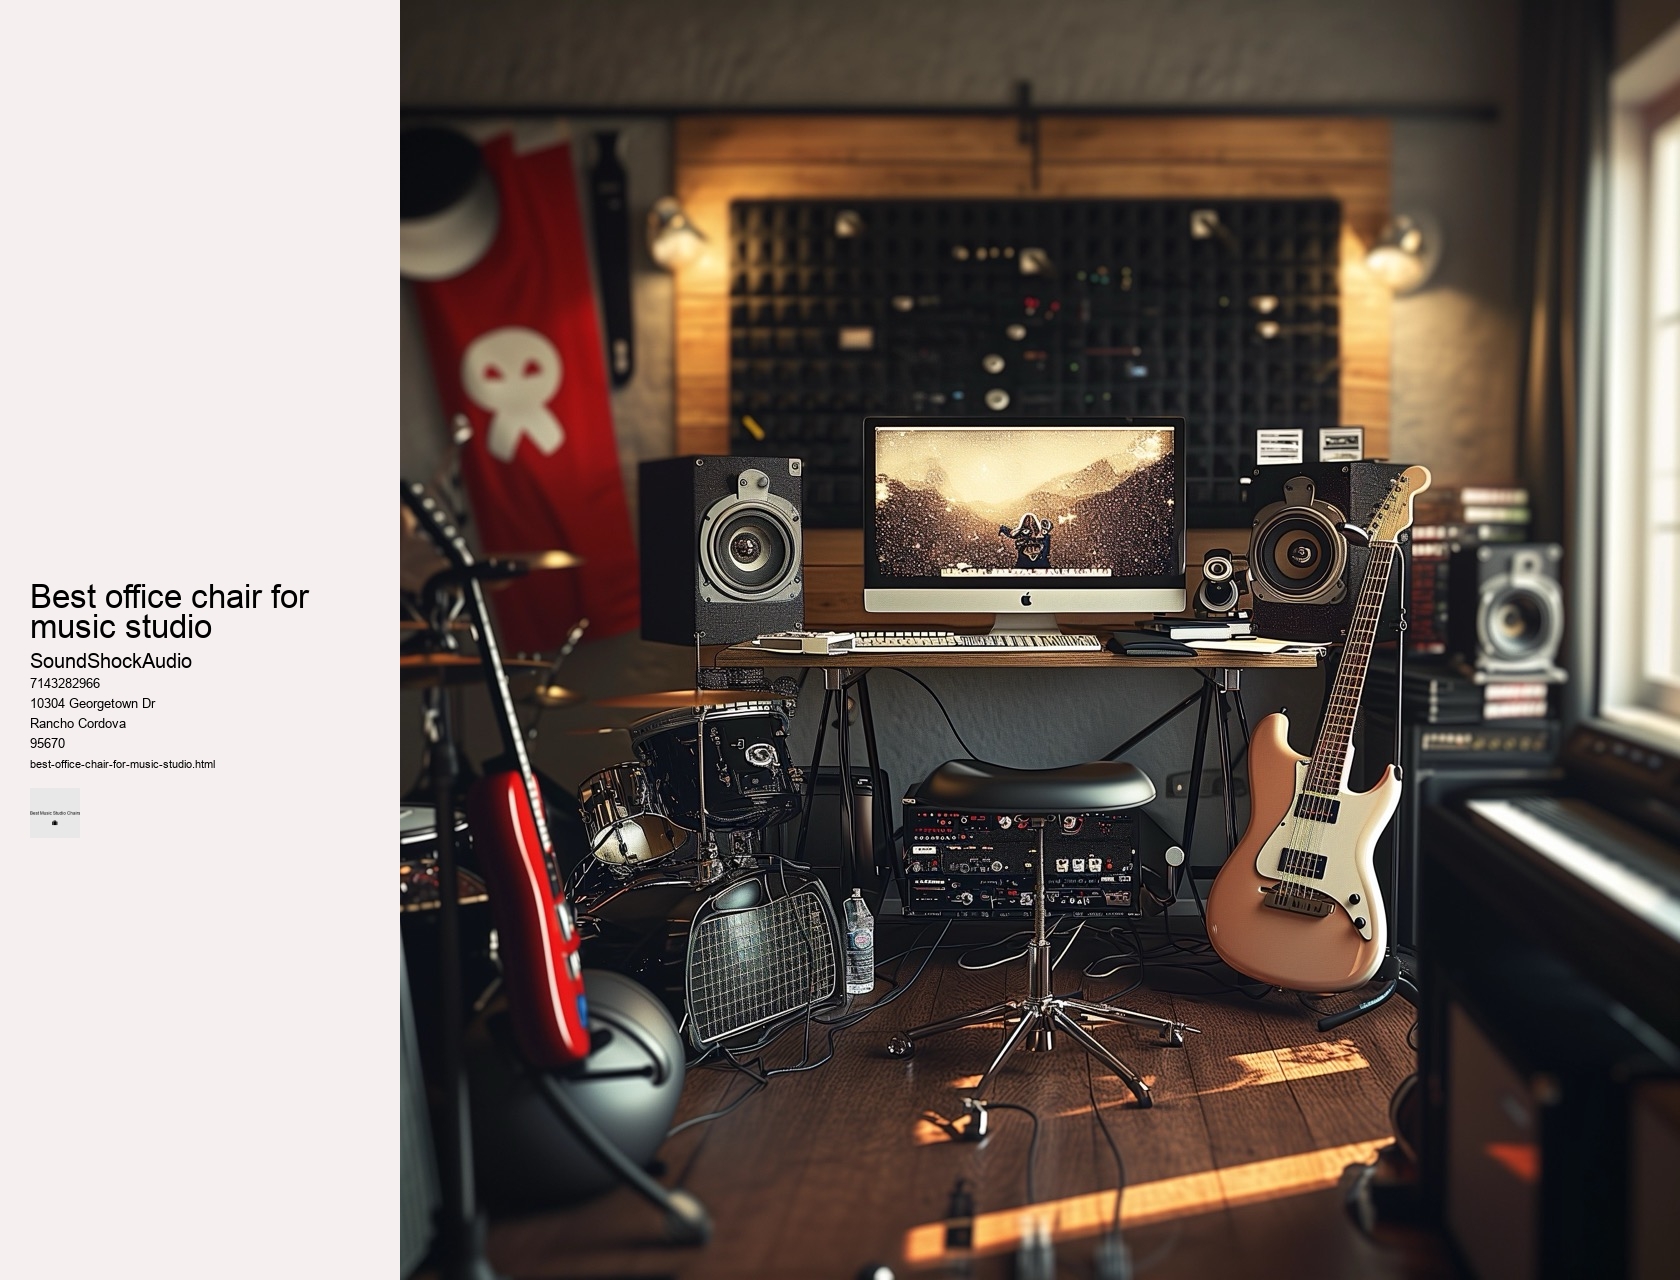 Best office chair for
music studio
SoundShockAudio
7143282966
10304 Georgetown Dr
Rancho Cordova
95670
best-office-chair-for-music-studio.html
Best Music Studio Chairs